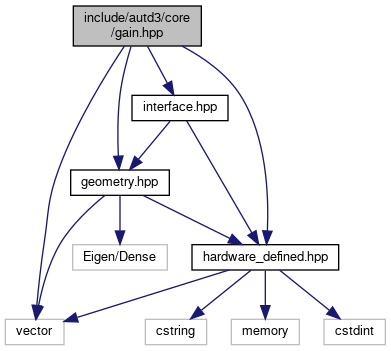 include/autd3/core
/gain.hpp
interface.hpp
geometry.hpp
Eigen/Dense
hardware_defined.hpp
vector
cstring
memory
cstdint